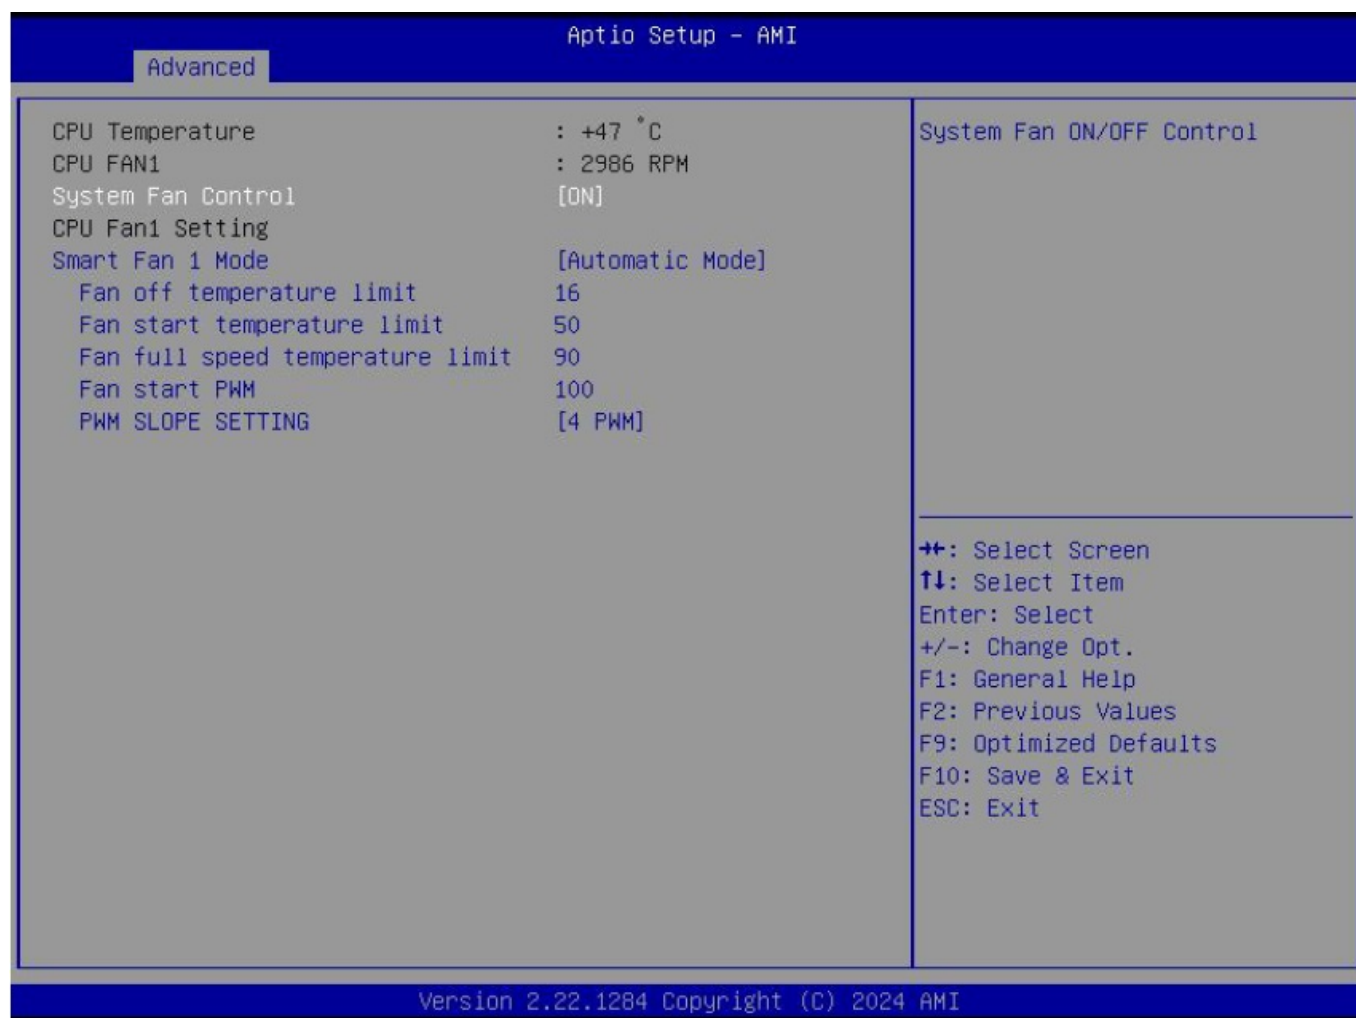 Aptio Setup – AMI
Advanced
CPU Temperature : +47 °C
CPU FAN1 : 2986 RPM
System Fan Control [ON]
CPU Fan1 Setting
Smart Fan 1 Mode [Automatic Mode]
Fan off temperature limit 16
Fan start temperature limit 50
Fan full speed temperature limit 90
Fan start PWM 100
PWM SLOPE SETTING [4 PWM]
System Fan ON/OFF Control
→←: Select Screen
↑↓: Select Item
Enter: Select
+/-: Change Opt.
F1: General Help
F2: Previous Values
F9: Optimized Defaults
F10: Save & Exit
ESC: Exit
Version 2.22.1284 Copyright (C) 2024 AMI